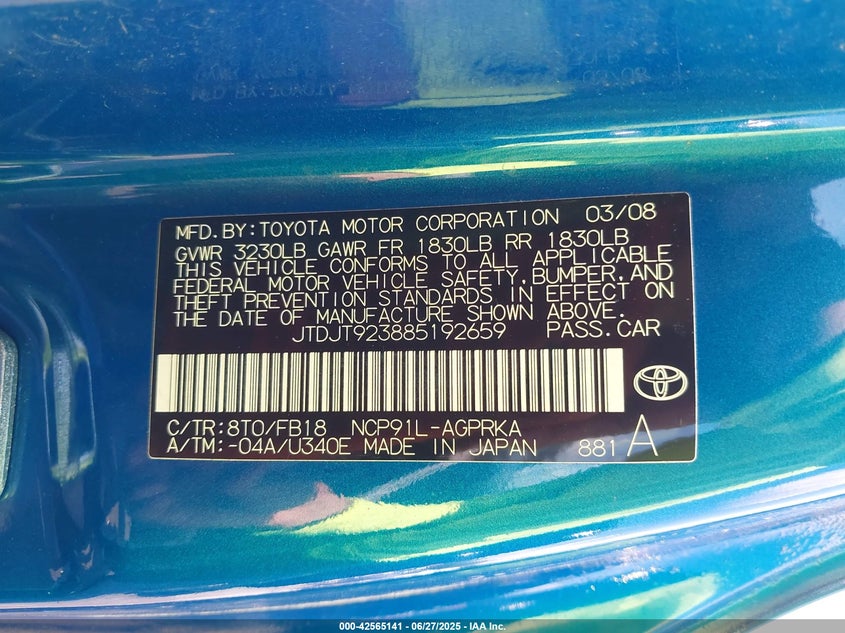 MFD.BY:TOYOTA MOTOR CORPORATION 03/08
GVWR 3230LB GAWR FR 1830LB RR 1830LB
THIS VEHICLE CONFORMS TO ALL APPLICABLE
FEDERAL MOTOR VEHICLE SAFETY,BUMPER,AND
THEFT PREVENTION STANDARDS IN EFFECT ON
THE DATE OF MANUFACTURE SHOWN ABOVE.
JTDJT923885192659 PASS.CAR
C/TR:8T0/FB18 NCP91L-AGPRKA
A/TM:-04A/U340E MADE IN JAPAN 881 A
000-42565141 - 06/27/2025 - IAA Inc.